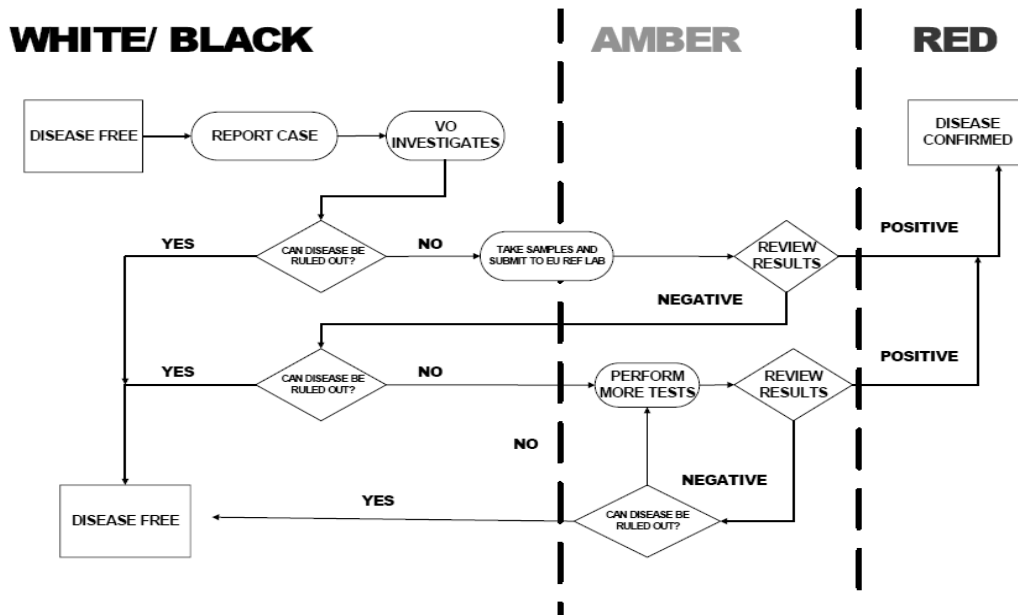 WHITE/ BLACK
AMBER
RED
DISEASE FREE
REPORT CASE
VO
INVESTIGATES
DISEASE
CONFIRMED
YES
CAN DISEASE BE
RULED OUT?
NO
TAKE SAMPLES AND
SUBMIT TO EU REF LAB
REVIEW
RESULTS
POSITIVE
NEGATIVE
YES
CAN DISEASE BE
RULED OUT?
NO
PERFORM
MORE TESTS
REVIEW
RESULTS
POSITIVE
NO
NEGATIVE
DISEASE FREE
YES
CAN DISEASE BE
RULED OUT?